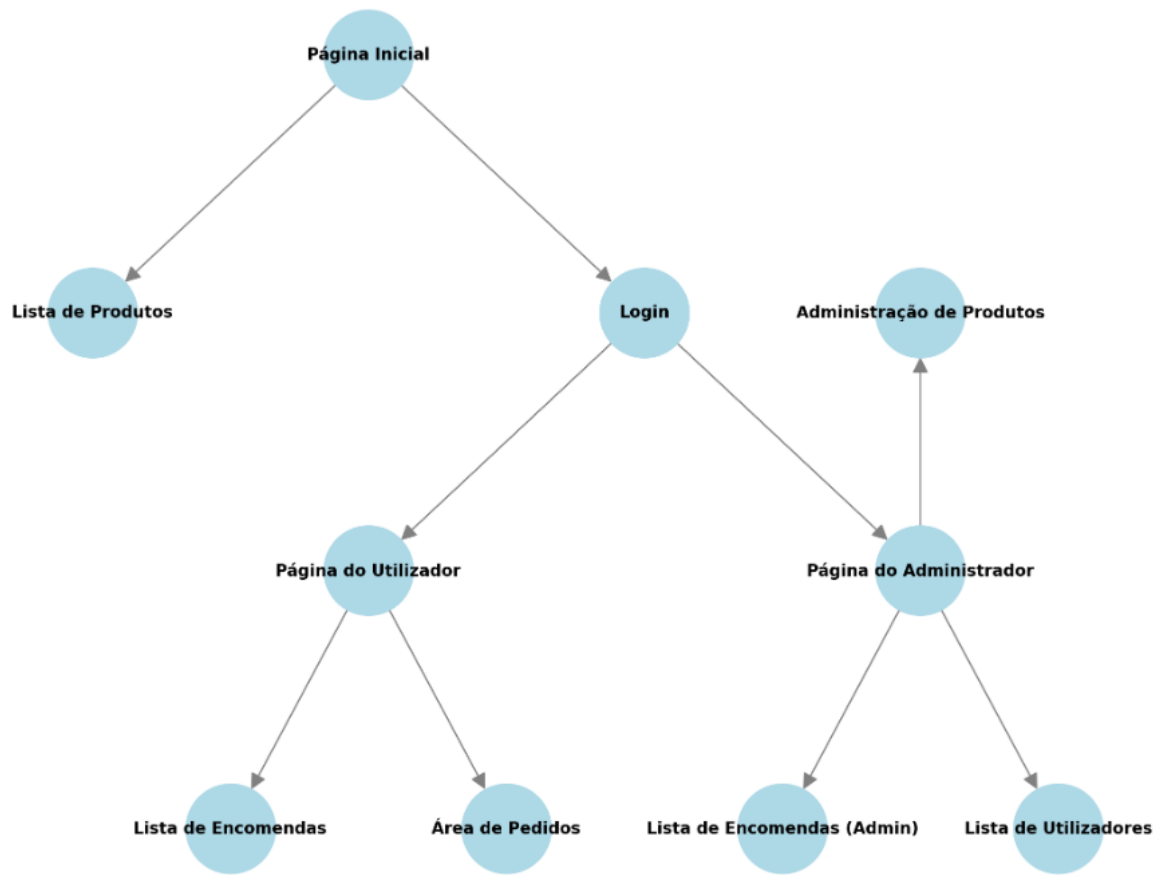 Página Inicial
Lista de Produtos
Login
Administração de Produtos
Página do Utilizador
Página do Administrador
Lista de Encomendas
Área de Pedidos
Lista de Encomendas (Admin)
Lista de Utilizadores